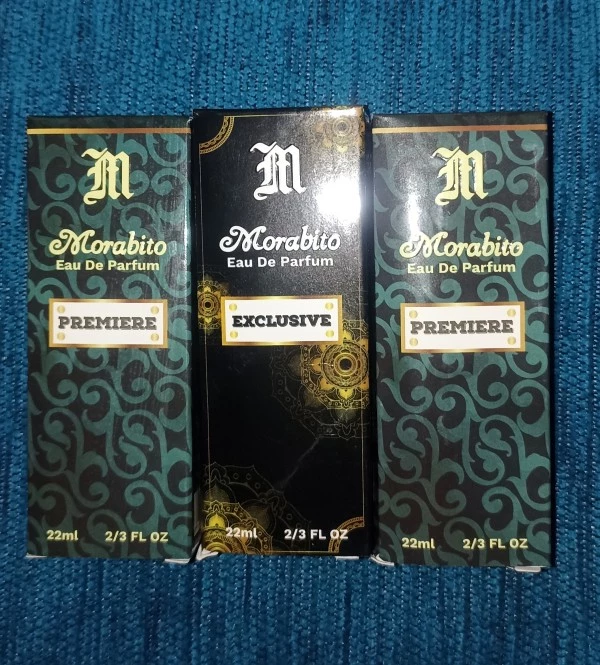 M
Morabito
Eau De Parfum
PREMIERE
22ml 2/3 FL OZ
M
Morabito
Eau De Parfum
EXCLUSIVE
22ml 2/3 FL OZ
M
Morabito
Eau De Parfum
PREMIERE
22ml 2/3 FL OZ